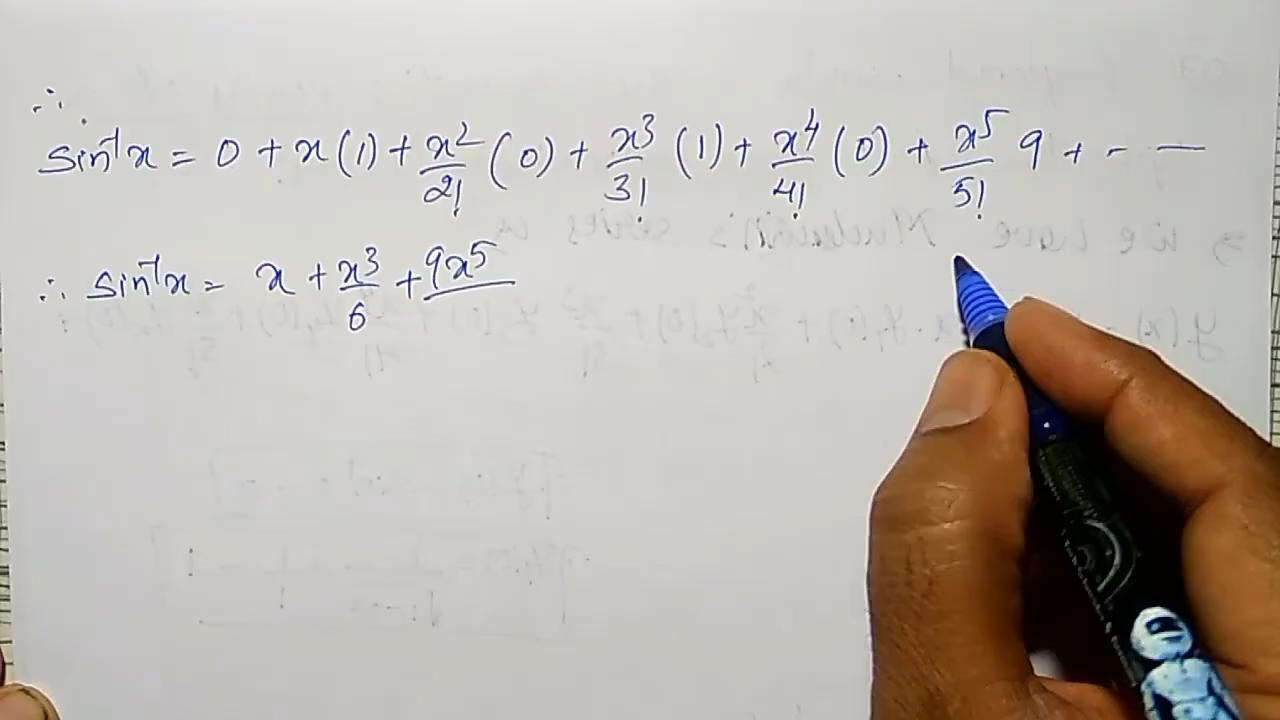 ∴
sin⁻¹x = 0 + x(1) + x²/2! (0) + x³/3! (1) + x⁴/4! (0) + x⁵/5! 9 + - —
∴ sin⁻¹x = x + x³/6 + 9x⁵/